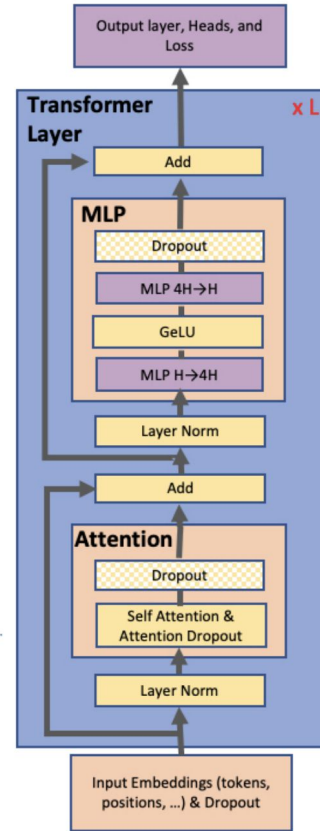 Output layer, Heads, and
Loss
Transformer
Layer
x L
Add
MLP
Dropout
MLP 4H→H
GeLU
MLP H→4H
Layer Norm
Add
Attention
Dropout
Self Attention &
Attention Dropout
Layer Norm
Input Embeddings (tokens,
positions, ...) & Dropout